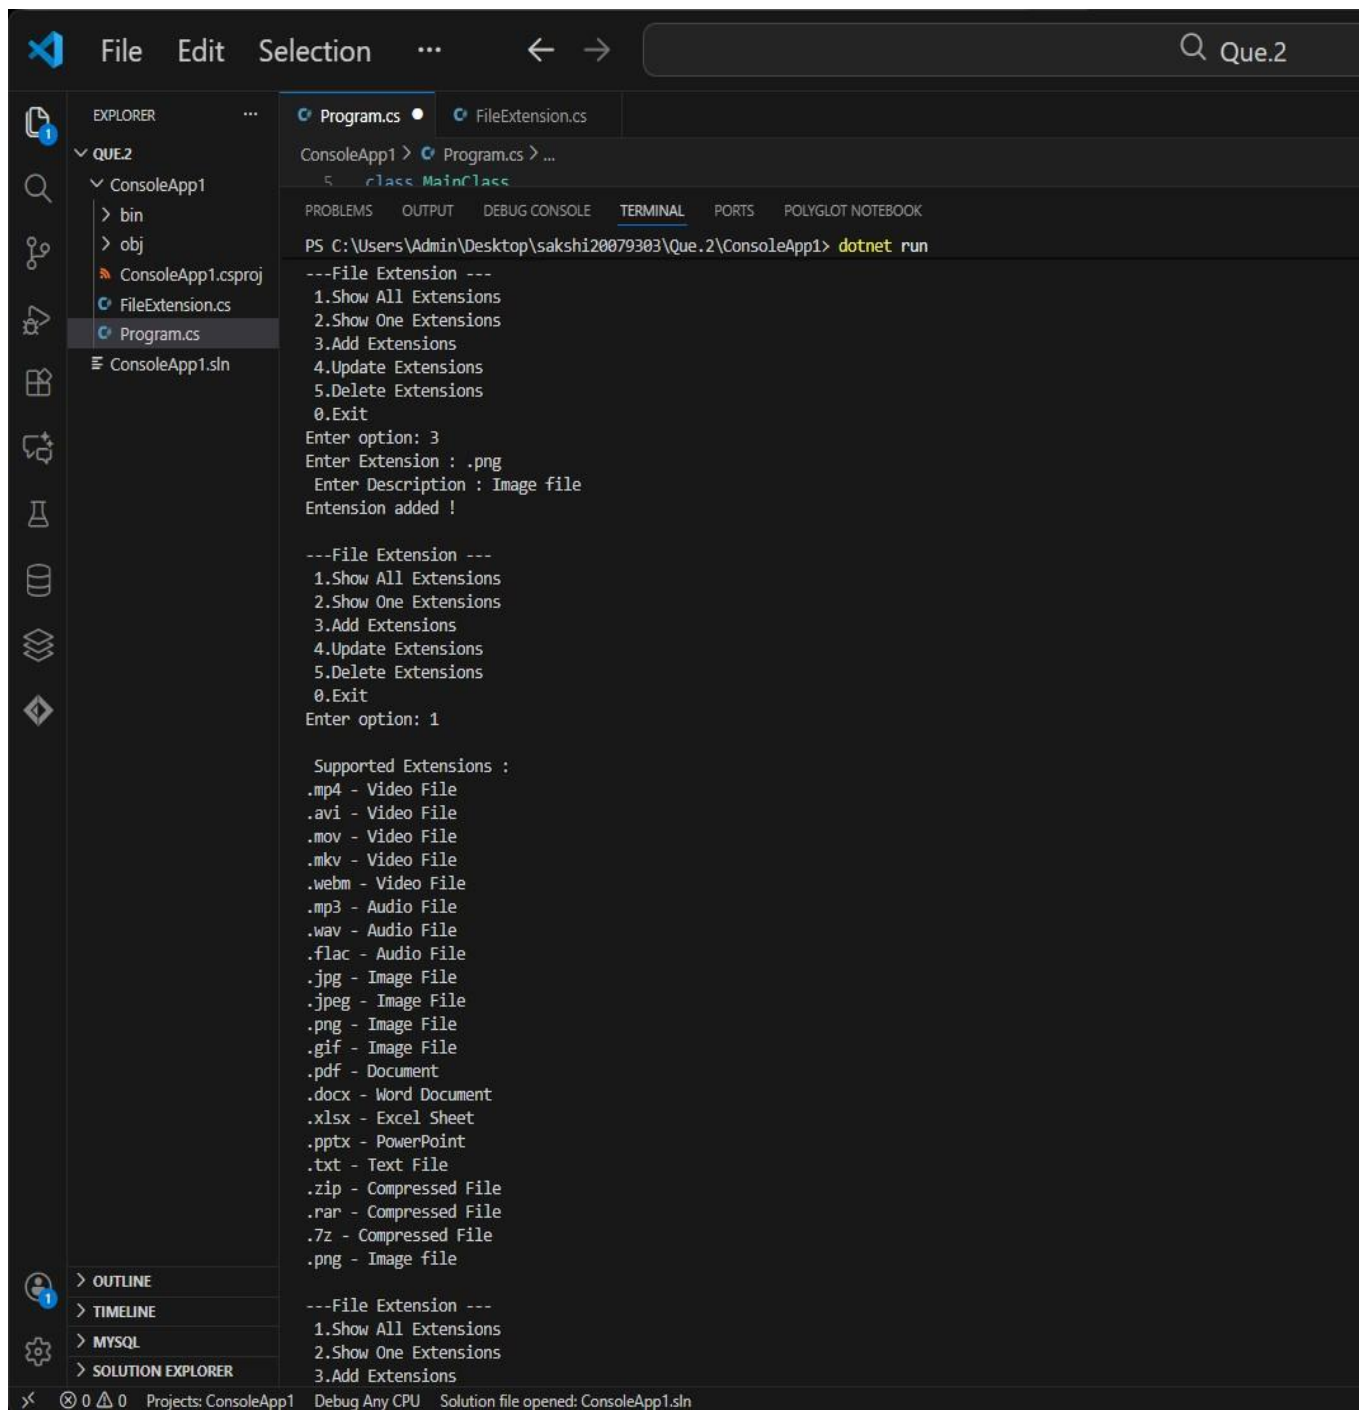 File Edit Selection ... Que.2
EXPLORER ...
QUE.2
ConsoleApp1
bin
obj
ConsoleApp1.csproj
FileExtension.cs
Program.cs
ConsoleApp1.sln
OUTLINE
TIMELINE
MYSQL
SOLUTION EXPLORER
Program.cs FileExtension.cs
ConsoleApp1 > Program.cs > ...
5 class MainClass
PROBLEMS OUTPUT DEBUG CONSOLE TERMINAL PORTS POLYGLOT NOTEBOOK
PS C:\Users\Admin\Desktop\sakshi20079303\Que.2\ConsoleApp1> dotnet run
---File Extension ---
1.Show All Extensions
2.Show One Extensions
3.Add Extensions
4.Update Extensions
5.Delete Extensions
0.Exit
Enter option: 3
Enter Extension : .png
Enter Description : Image file
Entension added !
---File Extension ---
1.Show All Extensions
2.Show One Extensions
3.Add Extensions
4.Update Extensions
5.Delete Extensions
0.Exit
Enter option: 1
Supported Extensions :
.mp4 - Video File
.avi - Video File
.mov - Video File
.mkv - Video File
.webm - Video File
.mp3 - Audio File
.wav - Audio File
.flac - Audio File
.jpg - Image File
.jpeg - Image File
.png - Image File
.gif - Image File
.pdf - Document
.docx - Word Document
.xlsx - Excel Sheet
.pptx - PowerPoint
.txt - Text File
.zip - Compressed File
.rar - Compressed File
.7z - Compressed File
.png - Image file
---File Extension ---
1.Show All Extensions
2.Show One Extensions
3.Add Extensions
1
1
0 0 Projects: ConsoleApp1 Debug Any CPU Solution file opened: ConsoleApp1.sln